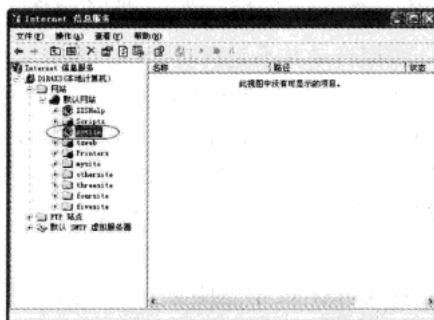 Internet 信息服务
文件(F) 操作(A) 查看(V) 帮助(H)
Internet 信息服务
名称 路径 状态
(本地计算机)
网站
默认网站
IISHelp
Scripts
tsweb
Printers
mysite
othersite
threesite
foursite
fivesite
FTP 站点
默认 SMTP 虚拟服务器
此视图中没有可显示的项目。